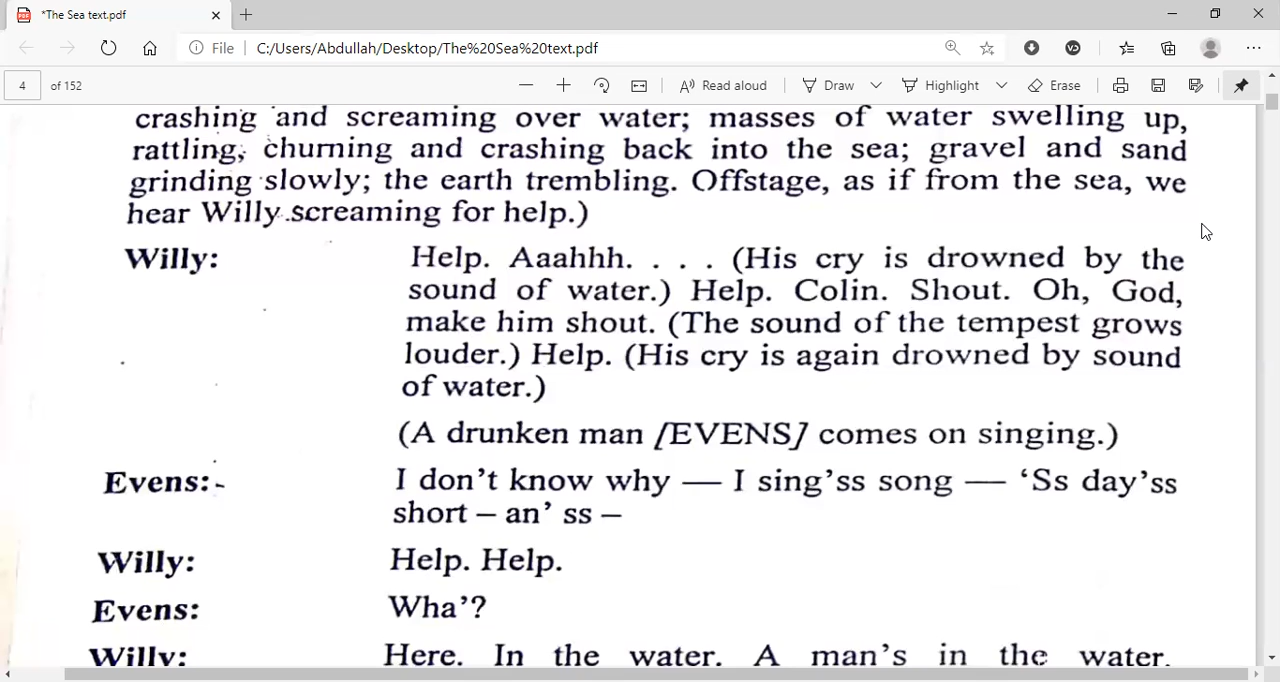 *The Sea text.pdf
File C:/Users/Abdullah/Desktop/The%20Sea%20text.pdf
4 of 152 Read aloud Draw Highlight Erase
crashing and screaming over water; masses of water swelling up,
rattling, churning and crashing back into the sea; gravel and sand
grinding slowly; the earth trembling. Offstage, as if from the sea, we
hear Willy screaming for help.)
Willy: Help. Aaahhh. . . . (His cry is drowned by the
sound of water.) Help. Colin. Shout. Oh, God,
make him shout. (The sound of the tempest grows
louder.) Help. (His cry is again drowned by sound
of water.)
(A drunken man [EVENS] comes on singing.)
Evens:- I don't know why — I sing'ss song — 'Ss day'ss
short – an' ss –
Willy: Help. Help.
Evens: Wha'?
Willy: Here. In the water. A man's in the water.